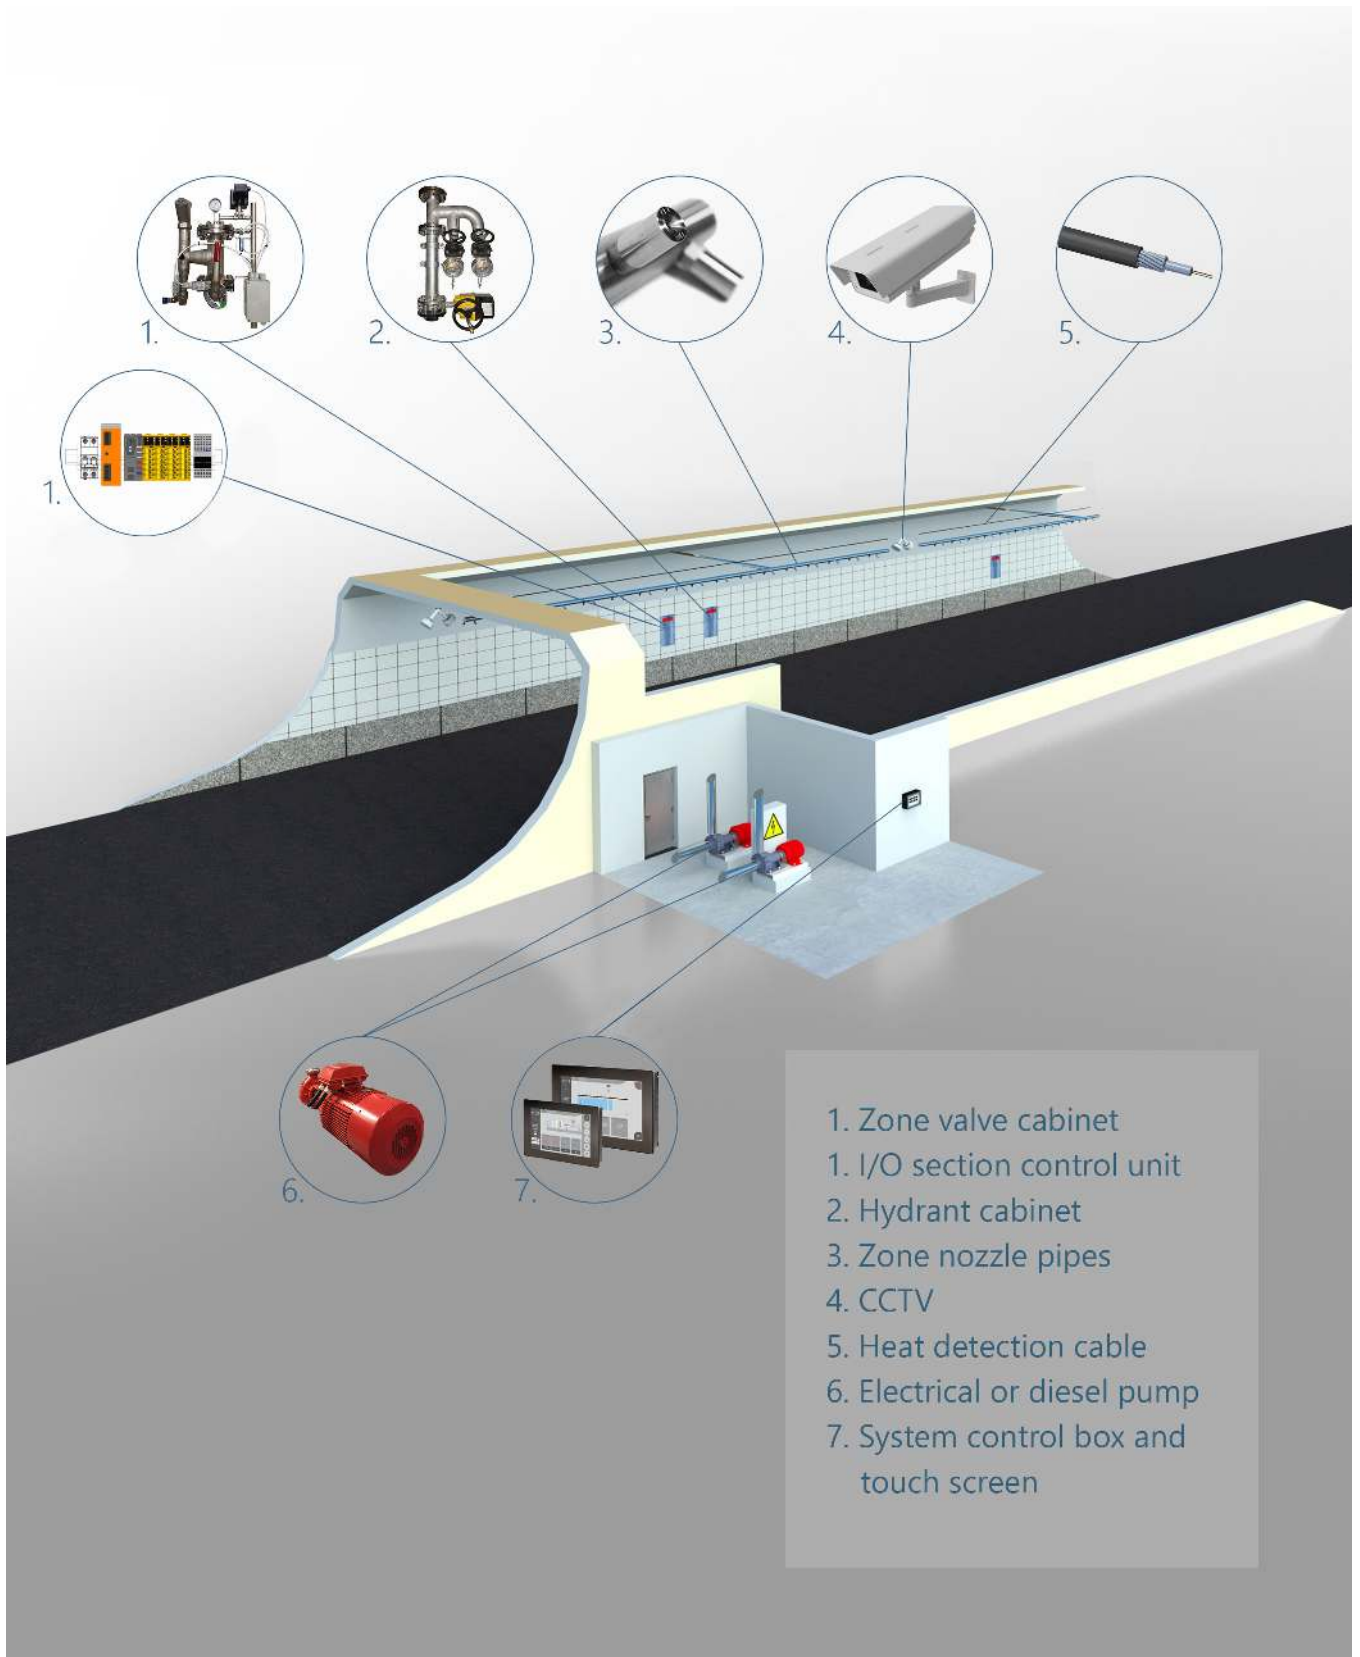 1.
2.
3.
4.
5.
1.
6.
7.
1. Zone valve cabinet
1. I/O section control unit
2. Hydrant cabinet
3. Zone nozzle pipes
4. CCTV
5. Heat detection cable
6. Electrical or diesel pump
7. System control box and
touch screen